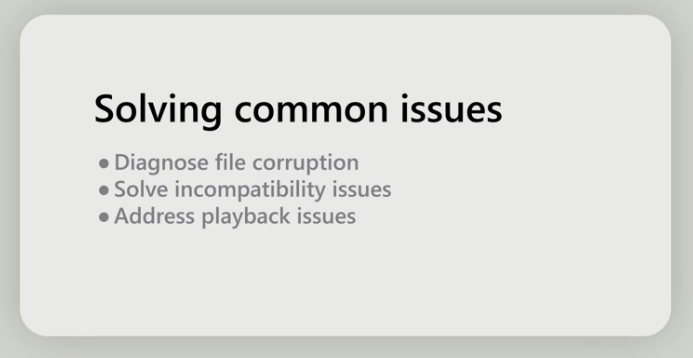 Solving common issues
● Diagnose file corruption
● Solve incompatibility issues
● Address playback issues